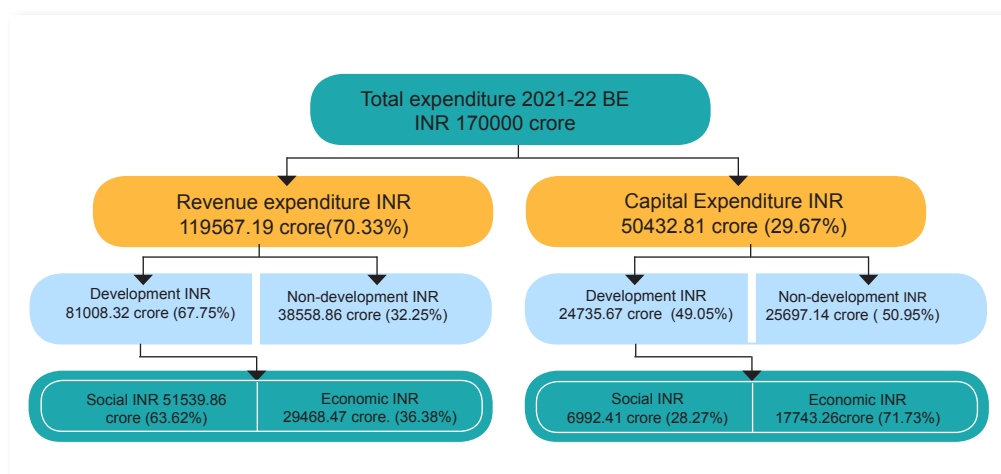 Total expenditure 2021-22 BE
INR 170000 crore
Revenue expenditure INR
119567.19 crore(70.33%)
Capital Expenditure INR
50432.81 crore (29.67%)
Development INR
81008.32 crore (67.75%)
Non-development INR
38558.86 crore (32.25%)
Development INR
24735.67 crore (49.05%)
Non-development INR
25697.14 crore ( 50.95%)
Social INR 51539.86
crore (63.62%)
Economic INR
29468.47 crore. (36.38%)
Social INR
6992.41 crore (28.27%)
Economic INR
17743.26crore (71.73%)